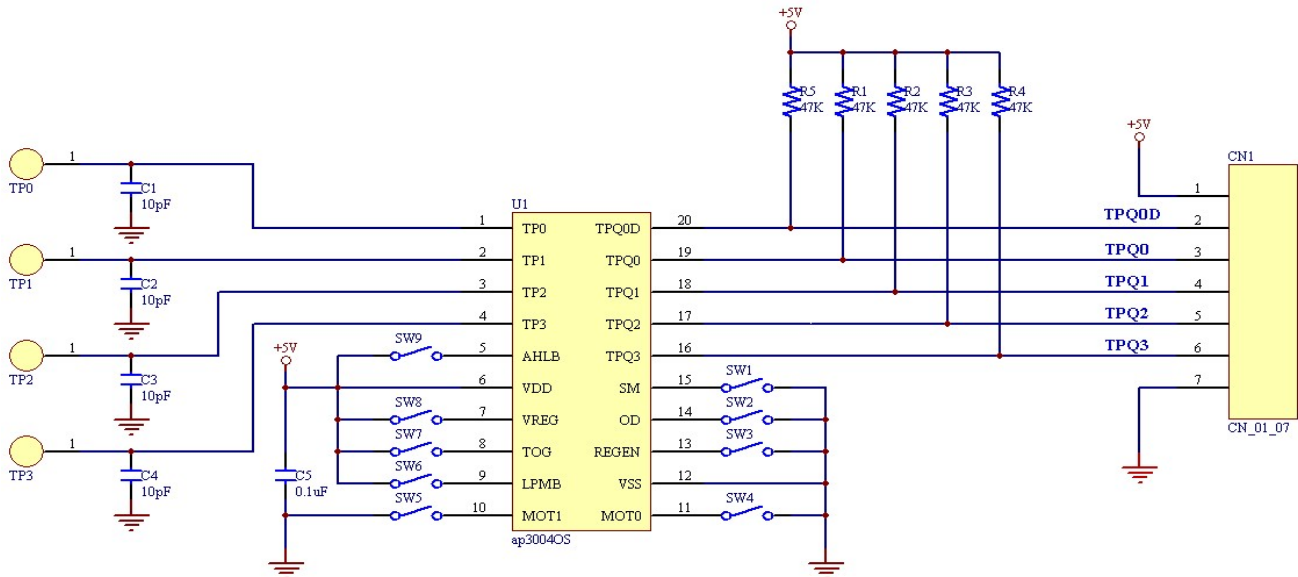 +5V
R5
47K
R1
47K
R2
47K
R3
47K
R4
47K
+5V
CN1
1
TP0
C1
10pF
1
TP1
C2
10pF
1
TP2
C3
10pF
1
TP3
C4
10pF
U1
1 TP0 TPQ0D 20
2 TP1 TPQ0 19
3 TP2 TPQ1 18
4 TP3 TPQ2 17
5 AHLB TPQ3 16
6 VDD SM 15
7 VREG OD 14
8 TOG REGEN 13
9 LPMB VSS 12
10 MOT1 MOT0 11
ap3004OS
+5V
C5
0.1uF
SW9
SW8
SW7
SW6
SW5
SW1
SW2
SW3
SW4
1
TPQ0D 2
TPQ0 3
TPQ1 4
TPQ2 5
TPQ3 6
7
CN_01_07